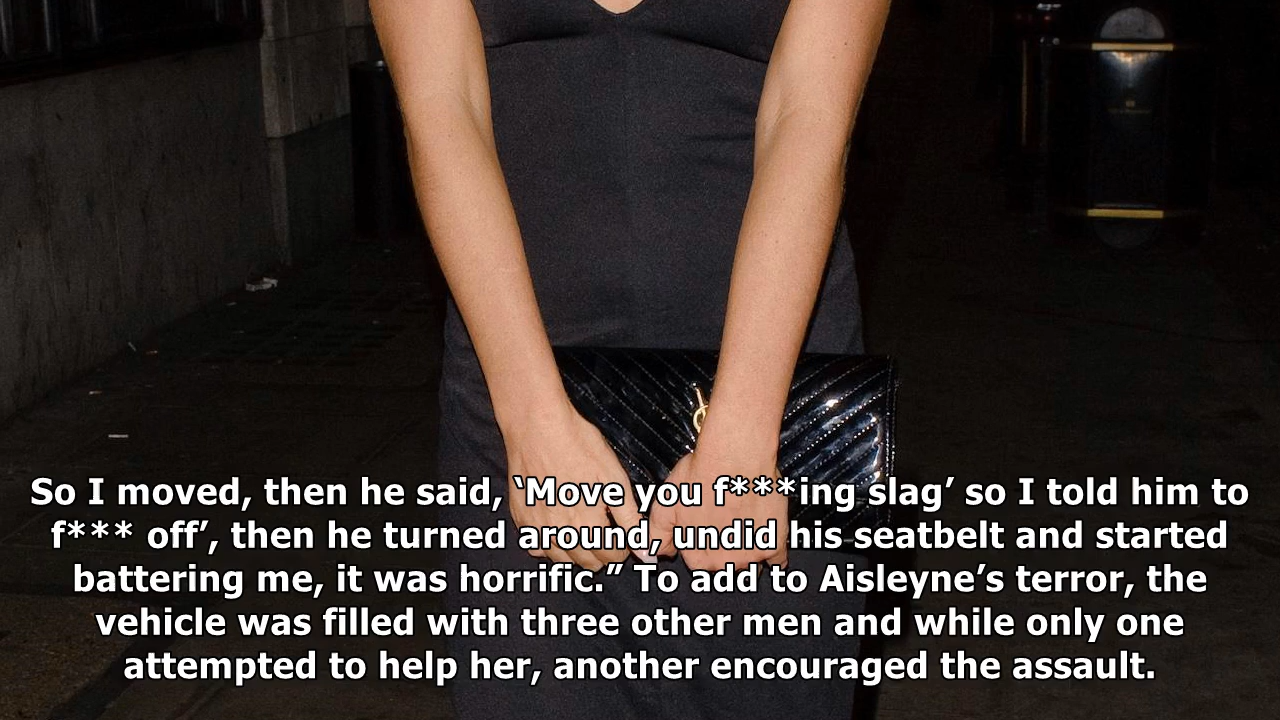 So I moved, then he said, ‘Move you f***ing slag’ so I told him to
f*** off’, then he turned around, undid his seatbelt and started
battering me, it was horrific.” To add to Aisleyne’s terror, the
vehicle was filled with three other men and while only one
attempted to help her, another encouraged the assault.